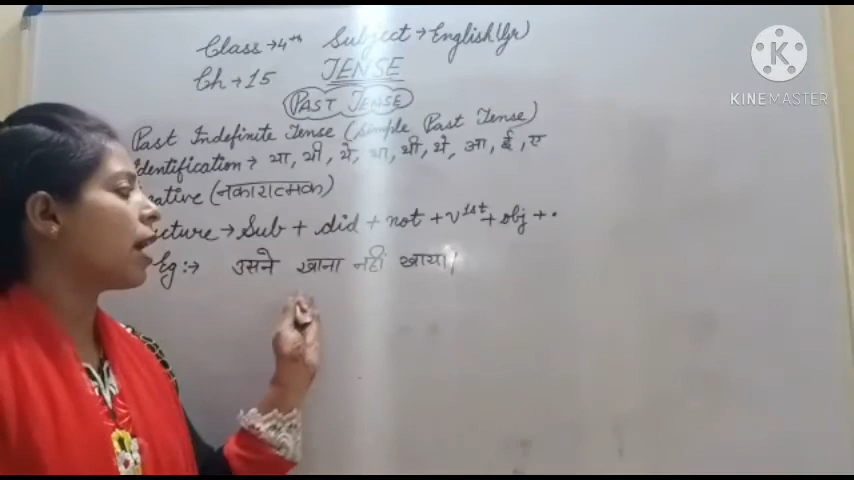 Class → 4th Subject → English (Gr)
Ch → 15 TENSE
PAST TENSE
Past Indefinite Tense (Simple Past Tense)
Identification → या, यी, ये, था, थी, थे, आ, ई, ए
(नकारात्मक)
→ Sub + did + not + v1st + obj + .
Eg :→ उसने खाना नहीं खाया।
K
KINEMASTER